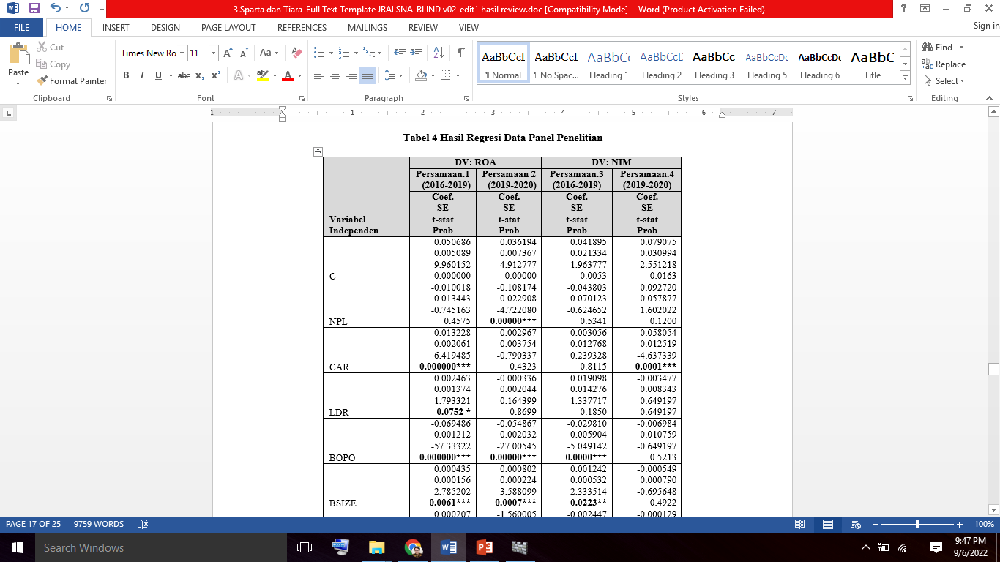 3.Sparta dan Tiara-Full Text Template JRAI SNA-BLIND v02-edit1 hasil review.doc [Compatibility Mode] - Word (Product Activation Failed)
FILE HOME INSERT DESIGN PAGE LAYOUT REFERENCES MAILINGS REVIEW VIEW Sign in
Paste
Cut
Copy
Format Painter
Clipboard
Times New Ro 11
Font
Paragraph
AaBbCcI AaBbCcI AaBbC( AaBbCcE AaBbCc AaBbCcDc AaBbCcDc AaBbC
¶ Normal ¶ No Spac... Heading 1 Heading 2 Heading 3 Heading 5 Heading 6 Title
Styles
Find
Replace
Select
Editing
1 1 2 3 4 5 6 7
Tabel 4 Hasil Regresi Data Panel Penelitian
DV: ROA DV: NIM
Persamaan.1 Persamaan 2 Persamaan.3 Persamaan.4
(2016-2019) (2019-2020) (2016-2019) (2019-2020)
Coef. Coef. Coef. Coef.
SE SE SE SE
Variabel t-stat t-stat t-stat t-stat
Independen Prob Prob Prob Prob
0.050686 0.036194 0.041895 0.079075
0.005089 0.007367 0.021334 0.030994
9.960152 4.912777 1.963777 2.551218
C 0.000000 0.00000 0.0053 0.0163
-0.010018 -0.108174 -0.043803 0.092720
0.013443 0.022908 0.070123 0.057877
-0.745163 -4.722080 -0.624652 1.602022
NPL 0.4575 0.00000*** 0.5341 0.1200
0.013228 -0.002967 0.003056 -0.058054
0.002061 0.003754 0.012768 0.012519
6.419485 -0.790337 0.239328 -4.637339
CAR 0.000000*** 0.4323 0.8115 0.0001***
0.002463 -0.000336 0.019098 -0.003477
0.001374 0.002044 0.014276 0.008343
1.793321 -0.164399 1.337717 -0.649197
LDR 0.0752 * 0.8699 0.1850 -0.649197
-0.069486 -0.054867 -0.029810 -0.006984
0.001212 0.002032 0.005904 0.010759
-57.33322 -27.00545 -5.049142 -0.649197
BOPO 0.000000*** 0.00000*** 0.0000*** 0.5213
0.000435 0.000802 0.001242 -0.000549
0.000156 0.000224 0.000532 0.000790
2.785202 3.588099 2.333514 -0.695648
BSIZE 0.0061*** 0.0007*** 0.0223** 0.4922
0.000207 -1.560005 -0.002447 -0.000129
PAGE 17 OF 25 9759 WORDS 100%
Search Windows
9:47 PM
9/6/2022